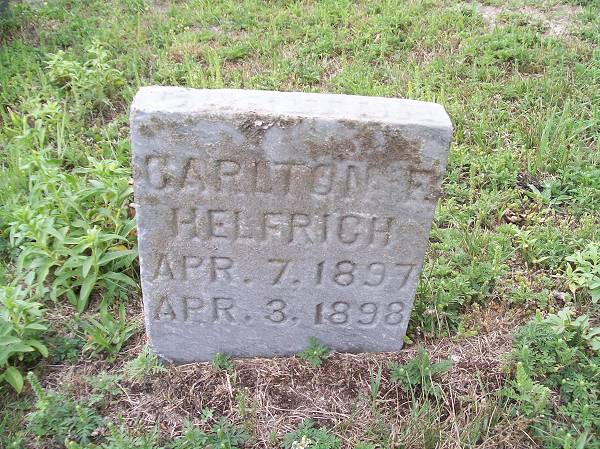 CARLTON F.
HELFRICH
APR. 7. 1897
APR. 3. 1898